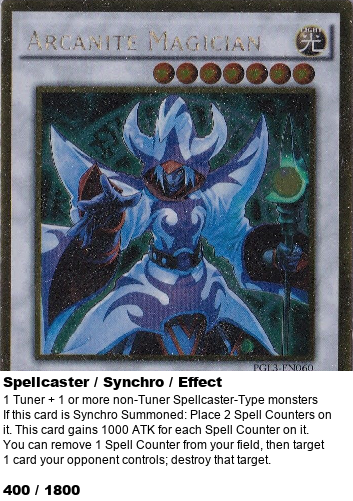 ARCANITE MAGICIAN
LIGHT
光
PGL3-EN060
Spellcaster / Synchro / Effect
1 Tuner + 1 or more non-Tuner Spellcaster-Type monsters
If this card is Synchro Summoned: Place 2 Spell Counters on
it. This card gains 1000 ATK for each Spell Counter on it.
You can remove 1 Spell Counter from your field, then target
1 card your opponent controls; destroy that target.
400 / 1800